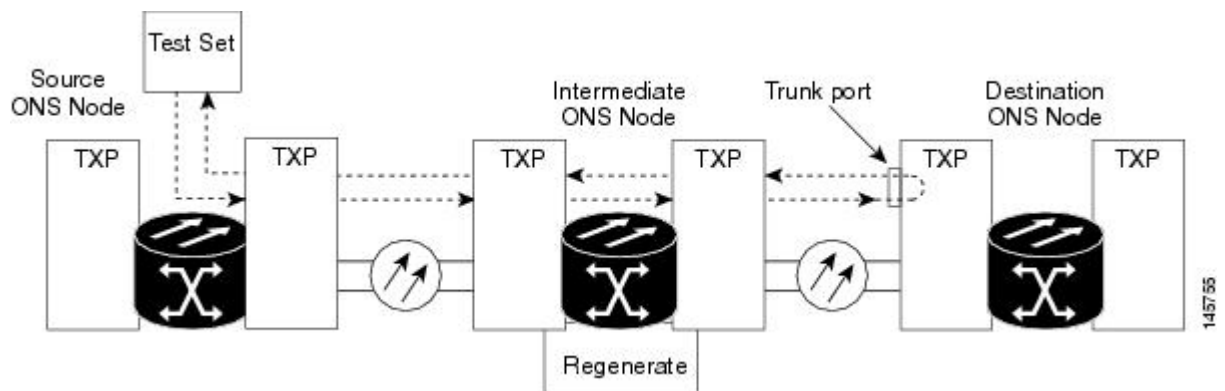 Test Set
Source
ONS Node
Intermediate
ONS Node
Trunk port
Destination
ONS Node
TXP
TXP
TXP
TXP
TXP
TXP
Regenerate
145755